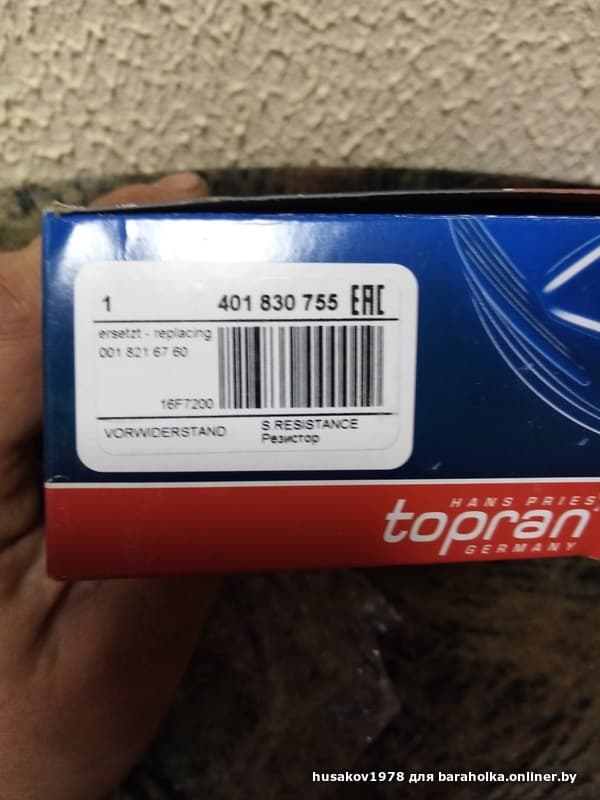 1 401 830 755 EAC
ersetzt - replacing
001 821 67 60
16F7200
VORWIDERSTAND S.RESISTANCE
Резистор
HANS PRIES
topran
GERMANY
husakov1978 для baraholka.onliner.by